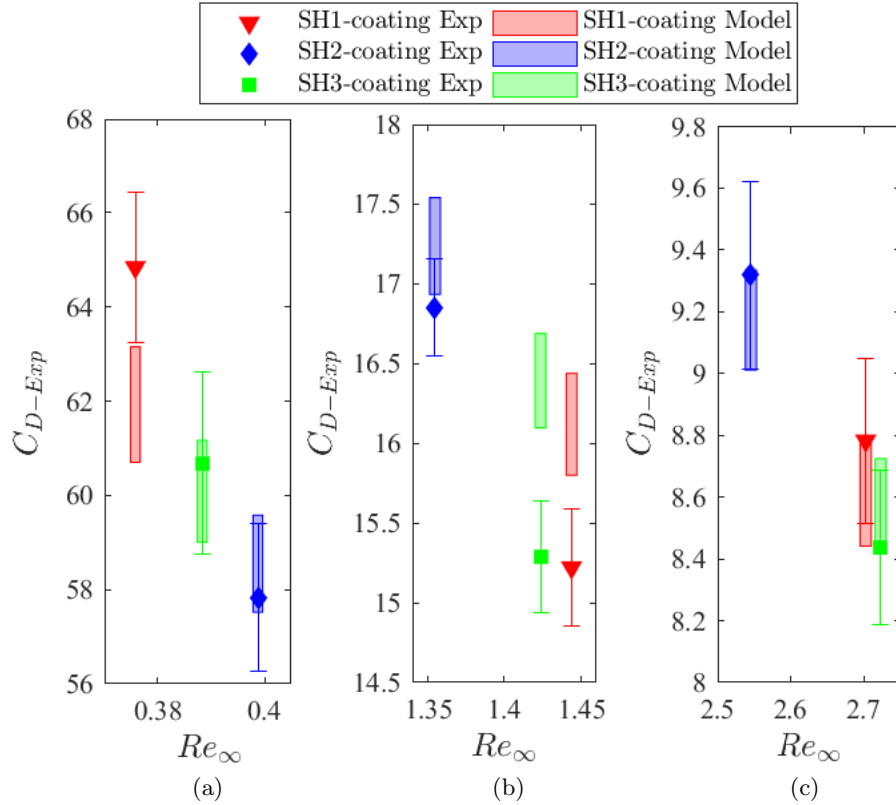 SH1-coating Exp SH1-coating Model
SH2-coating Exp SH2-coating Model
SH3-coating Exp SH3-coating Model
68
66
64
62
60
58
56
0.38 0.4
C_{D-Exp}
Re_∞
(a)
18
17.5
17
16.5
16
15.5
15
14.5
1.35 1.4 1.45
C_{D-Exp}
Re_∞
(b)
9.8
9.6
9.4
9.2
9
8.8
8.6
8.4
8.2
8
2.5 2.6 2.7
C_{D-Exp}
Re_∞
(c)